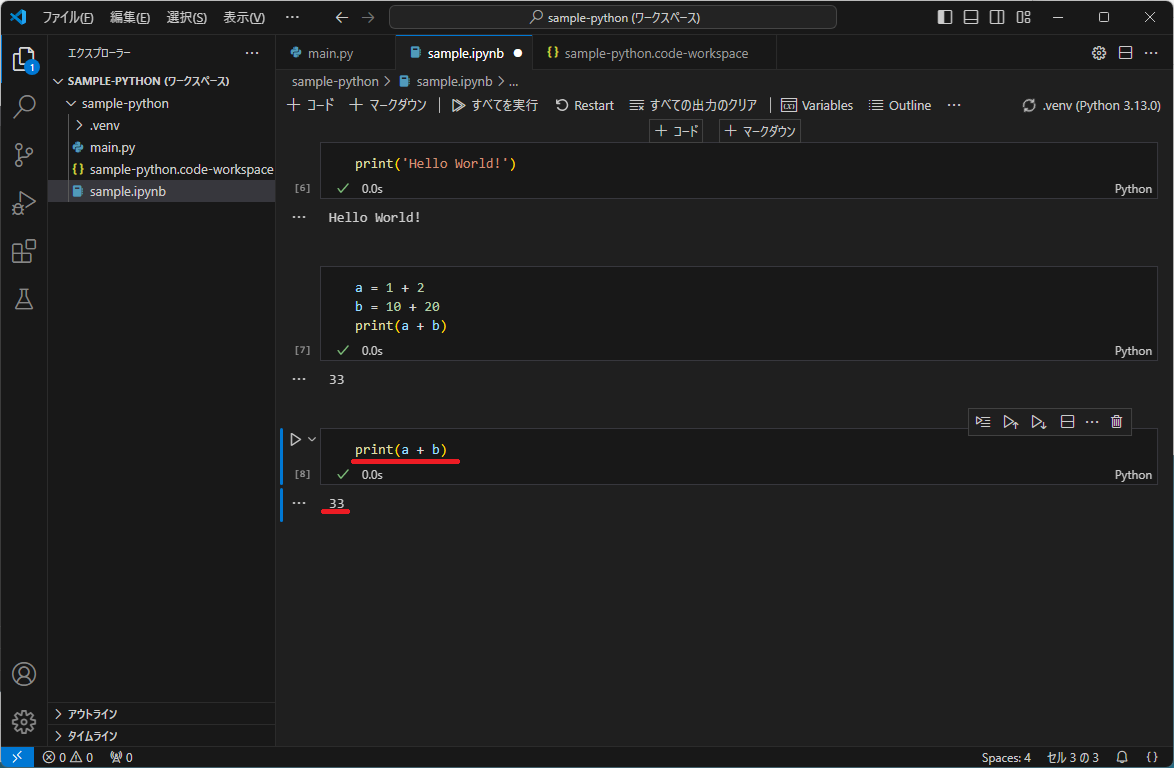 ファイル(F) 編集(E) 選択(S) 表示(V) … sample-python (ワークスペース)
エクスプローラー …
1
SAMPLE-PYTHON (ワークスペース)
sample-python
.venv
main.py
{} sample-python.code-workspace
sample.ipynb
アウトライン
タイムライン
main.py sample.ipynb ● {} sample-python.code-workspace …
sample-python > sample.ipynb > ...
+ コード + マークダウン すべてを実行 Restart すべての出力のクリア Variables Outline … .venv (Python 3.13.0)
+ コード + マークダウン
print('Hello World!')
[6] ✓ 0.0s Python
… Hello World!
a = 1 + 2
b = 10 + 20
print(a + b)
[7] ✓ 0.0s Python
… 33
print(a + b)
[8] ✓ 0.0s Python
… 33
0 0 0 Spaces: 4 セル 3 の 3 {}